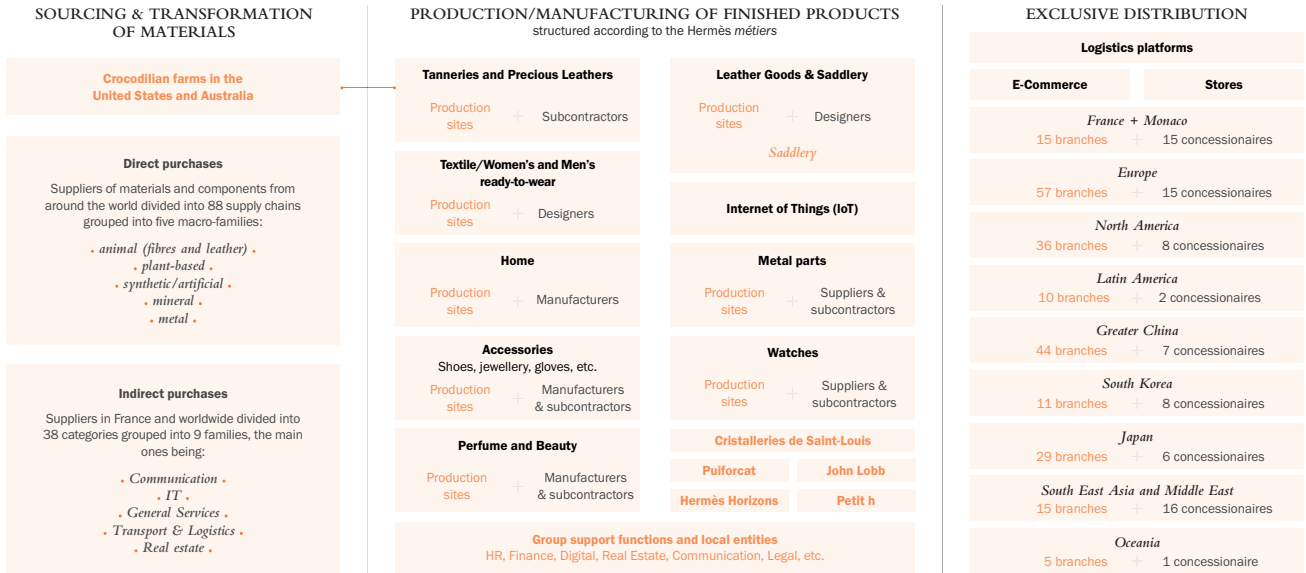 SOURCING & TRANSFORMATION
OF MATERIALS
Crocodilian farms in the
United States and Australia
Direct purchases
Suppliers of materials and components from
around the world divided into 88 supply chains
grouped into five macro-families:
• animal (fibres and leather) •
• plant-based •
• synthetic/artificial •
• mineral •
• metal •
Indirect purchases
Suppliers in France and worldwide divided into
38 categories grouped into 9 families, the main
ones being:
• Communication •
• IT •
• General Services •
• Transport & Logistics •
• Real estate •
PRODUCTION/MANUFACTURING OF FINISHED PRODUCTS
structured according to the Hermès métiers
Tanneries and Precious Leathers
Production
sites
+
Subcontractors
Textile/Women's and Men's
ready-to-wear
Production
sites
+
Designers
Home
Production
sites
+
Manufacturers
Accessories
Shoes, jewellery, gloves, etc.
Production
sites
+
Manufacturers
& subcontractors
Perfume and Beauty
Production
sites
+
Manufacturers
& subcontractors
Leather Goods & Saddlery
Production
sites
+
Designers
Saddlery
Internet of Things (IoT)
Metal parts
Production
sites
+
Suppliers &
subcontractors
Watches
Production
sites
+
Suppliers &
subcontractors
Cristalleries de Saint-Louis
Puiforcat
John Lobb
Hermès Horizons
Petit h
Group support functions and local entities
HR, Finance, Digital, Real Estate, Communication, Legal, etc.
EXCLUSIVE DISTRIBUTION
Logistics platforms
E-Commerce
Stores
France + Monaco
15 branches + 15 concessionaires
Europe
57 branches + 15 concessionaires
North America
36 branches + 8 concessionaires
Latin America
10 branches + 2 concessionaires
Greater China
44 branches + 7 concessionaires
South Korea
11 branches + 8 concessionaires
Japan
29 branches + 6 concessionaires
South East Asia and Middle East
15 branches + 16 concessionaires
Oceania
5 branches + 1 concessionaire